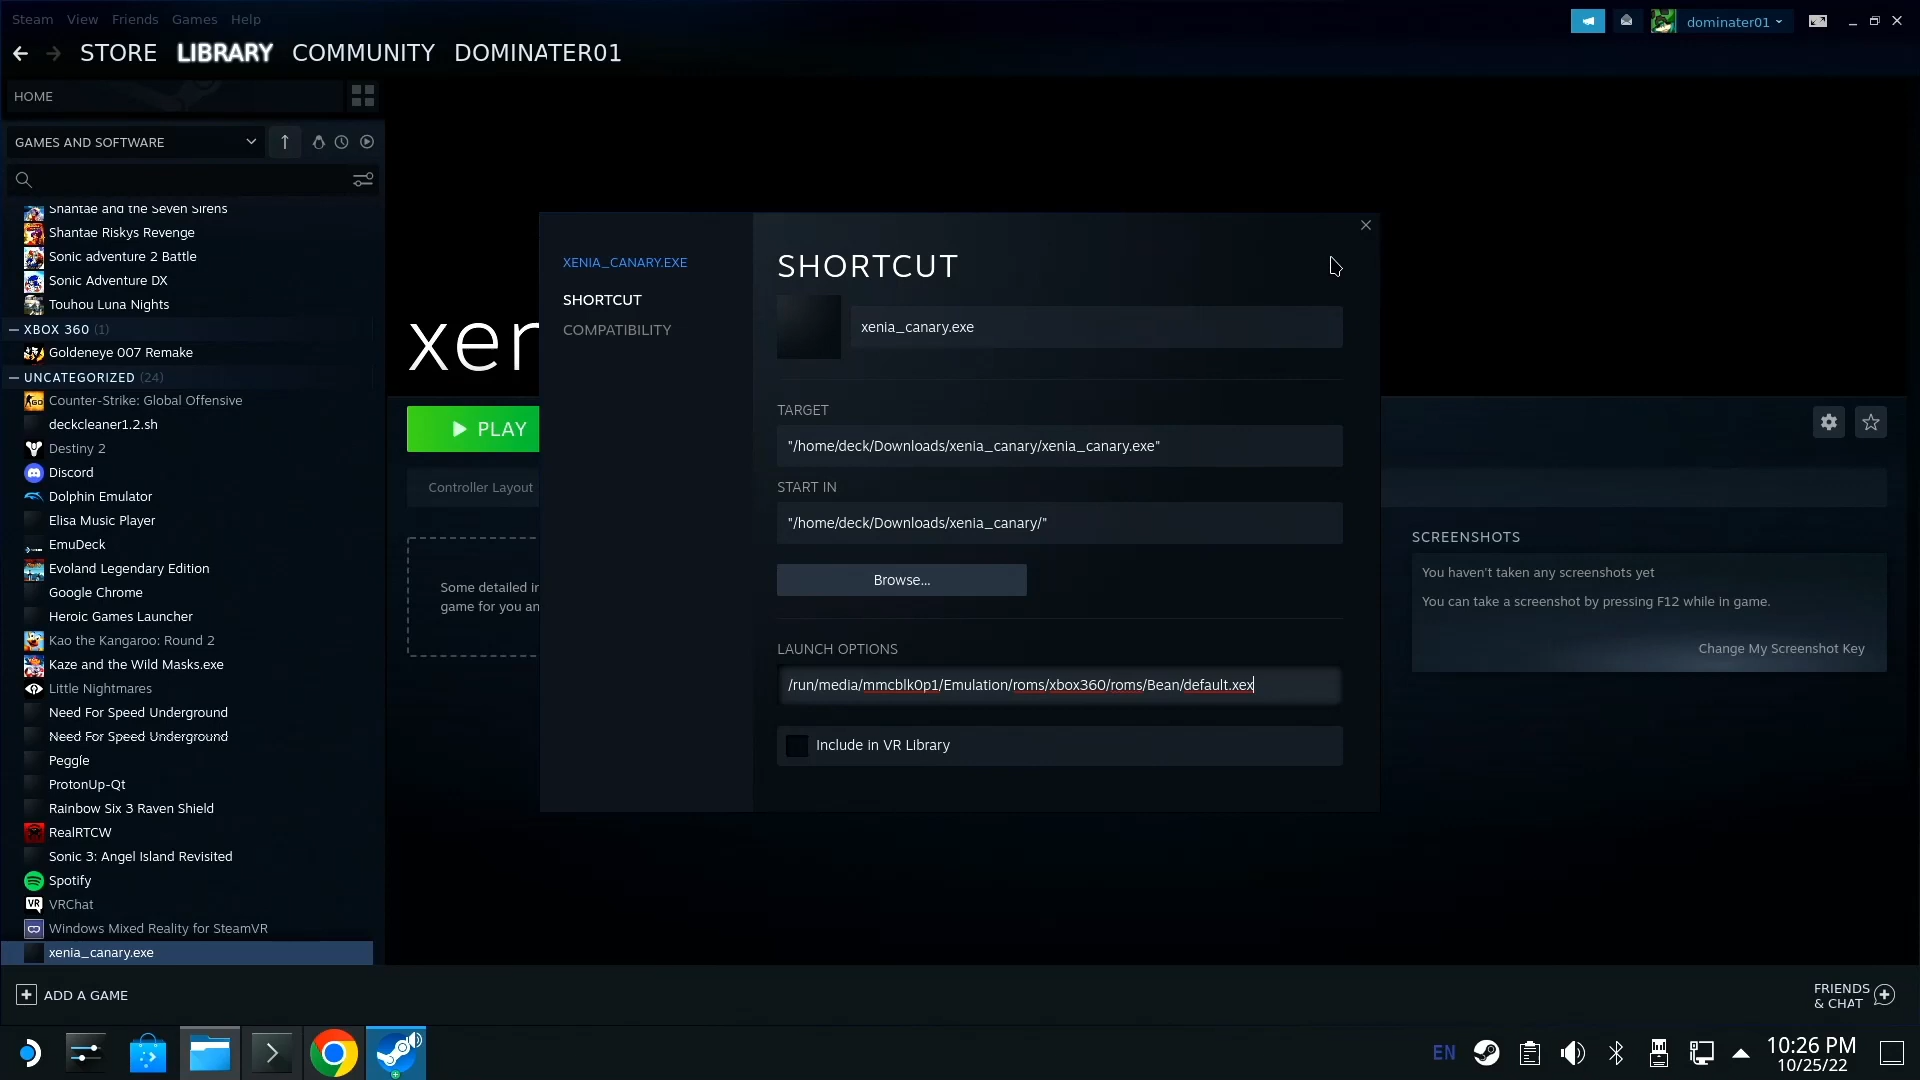 Steam View Friends Games Help
dominater01
STORE LIBRARY COMMUNITY DOMINATER01
HOME
GAMES AND SOFTWARE
Shantae and the Seven Sirens
Shantae Riskys Revenge
Sonic adventure 2 Battle
Sonic Adventure DX
Touhou Luna Nights
XBOX 360 (1)
Goldeneye 007 Remake
UNCATEGORIZED (24)
Counter-Strike: Global Offensive
deckcleaner1.2.sh
Destiny 2
Discord
Dolphin Emulator
Elisa Music Player
EmuDeck
Evoland Legendary Edition
Google Chrome
Heroic Games Launcher
Kao the Kangaroo: Round 2
Kaze and the Wild Masks.exe
Little Nightmares
Need For Speed Underground
Need For Speed Underground
Peggle
ProtonUp-Qt
Rainbow Six 3 Raven Shield
RealRTCW
Sonic 3: Angel Island Revisited
Spotify
VRChat
Windows Mixed Reality for SteamVR
xenia_canary.exe
xen
PLAY
Controller Layout
Some detailed in
game for you an
XENIA_CANARY.EXE
SHORTCUT
COMPATIBILITY
SHORTCUT
xenia_canary.exe
TARGET
"/home/deck/Downloads/xenia_canary/xenia_canary.exe"
START IN
"/home/deck/Downloads/xenia_canary/"
Browse...
LAUNCH OPTIONS
/run/media/mmcblk0p1/Emulation/roms/xbox360/roms/Bean/default.xex
Include in VR Library
SCREENSHOTS
You haven't taken any screenshots yet
You can take a screenshot by pressing F12 while in game.
Change My Screenshot Key
ADD A GAME
FRIENDS
& CHAT
EN
10:26 PM
10/25/22